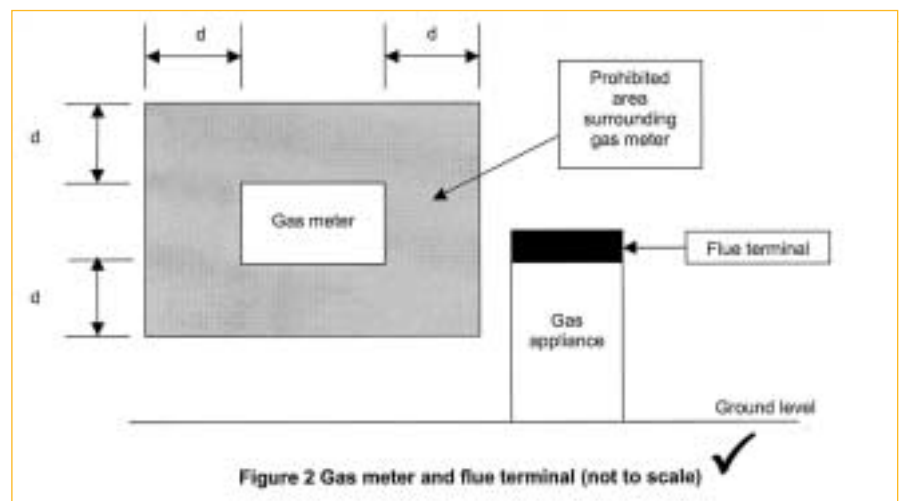 d
d
Prohibited
area
surrounding
gas meter
d
Gas meter
Flue terminal
d
Gas
appliance
Ground level
Figure 2 Gas meter and flue terminal (not to scale)